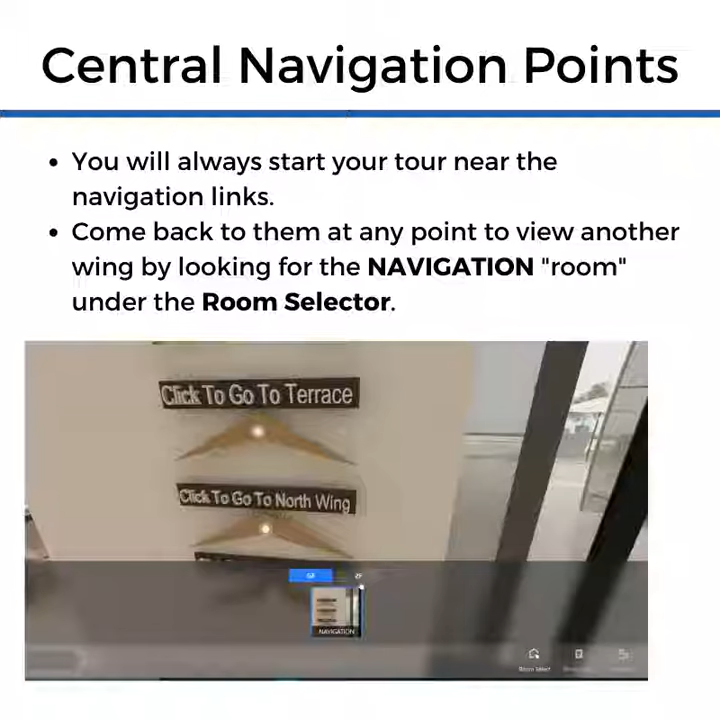 Central Navigation Points
• You will always start your tour near the
navigation links.
• Come back to them at any point to view another
wing by looking for the NAVIGATION "room"
under the Room Selector.
Click To Go To Terrace
Click To Go To North Wing
NAVIGATION
Room Select